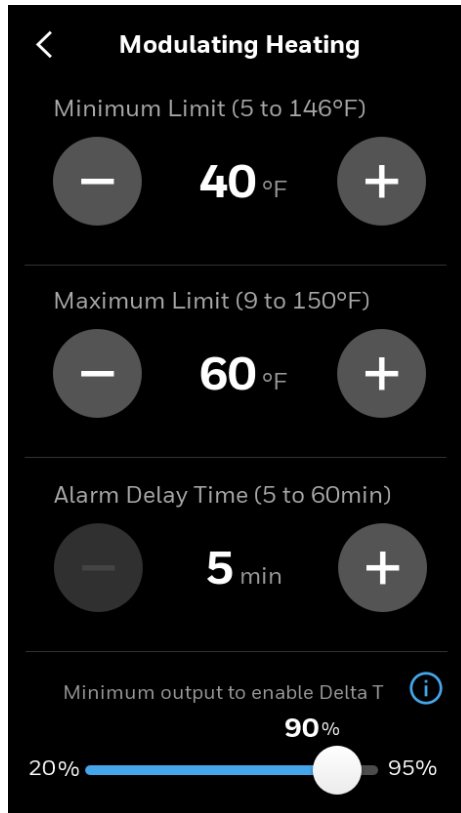 Modulating Heating
Minimum Limit (5 to 146°F)
40 °F
Maximum Limit (9 to 150°F)
60 °F
Alarm Delay Time (5 to 60min)
5 min
Minimum output to enable Delta T
90%
20% 95%